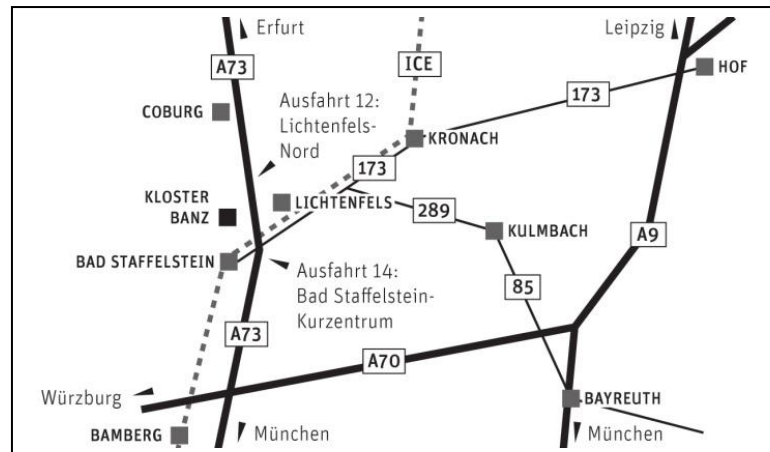 Erfurt
Leipzig
A73
ICE
HOF
173
COBURG
Ausfahrt 12:
Lichtenfels-
Nord
KRONACH
173
KLOSTER
BANZ
LICHTENFELS
289
KULMBACH
A9
BAD STAFFELSTEIN
Ausfahrt 14:
Bad Staffelstein-
Kurzentrum
85
A73
A70
Würzburg
BAYREUTH
BAMBERG
München
München